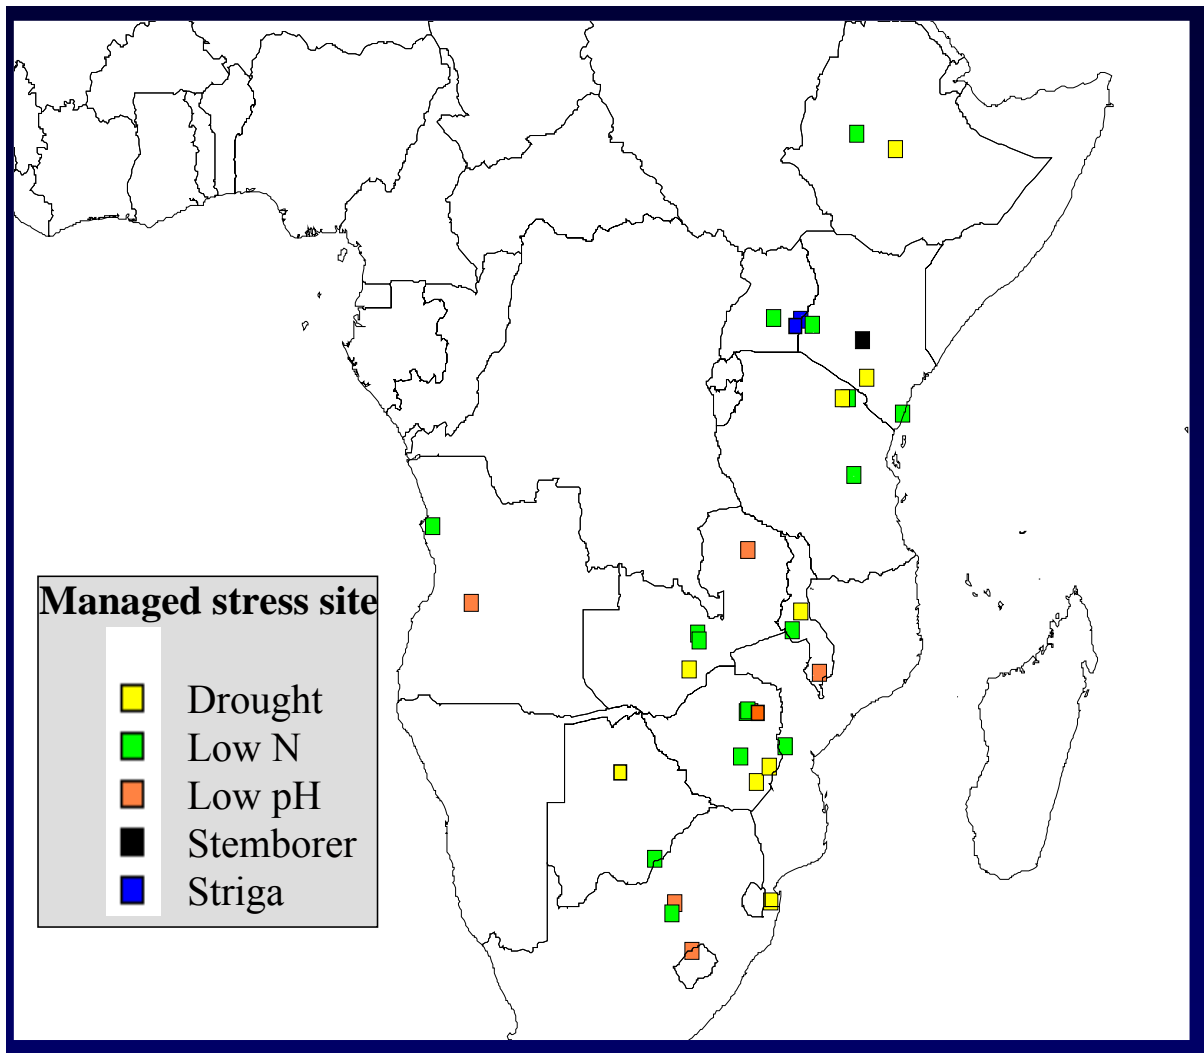 Managed stress site
Drought
Low N
Low pH
Stemborer
Striga